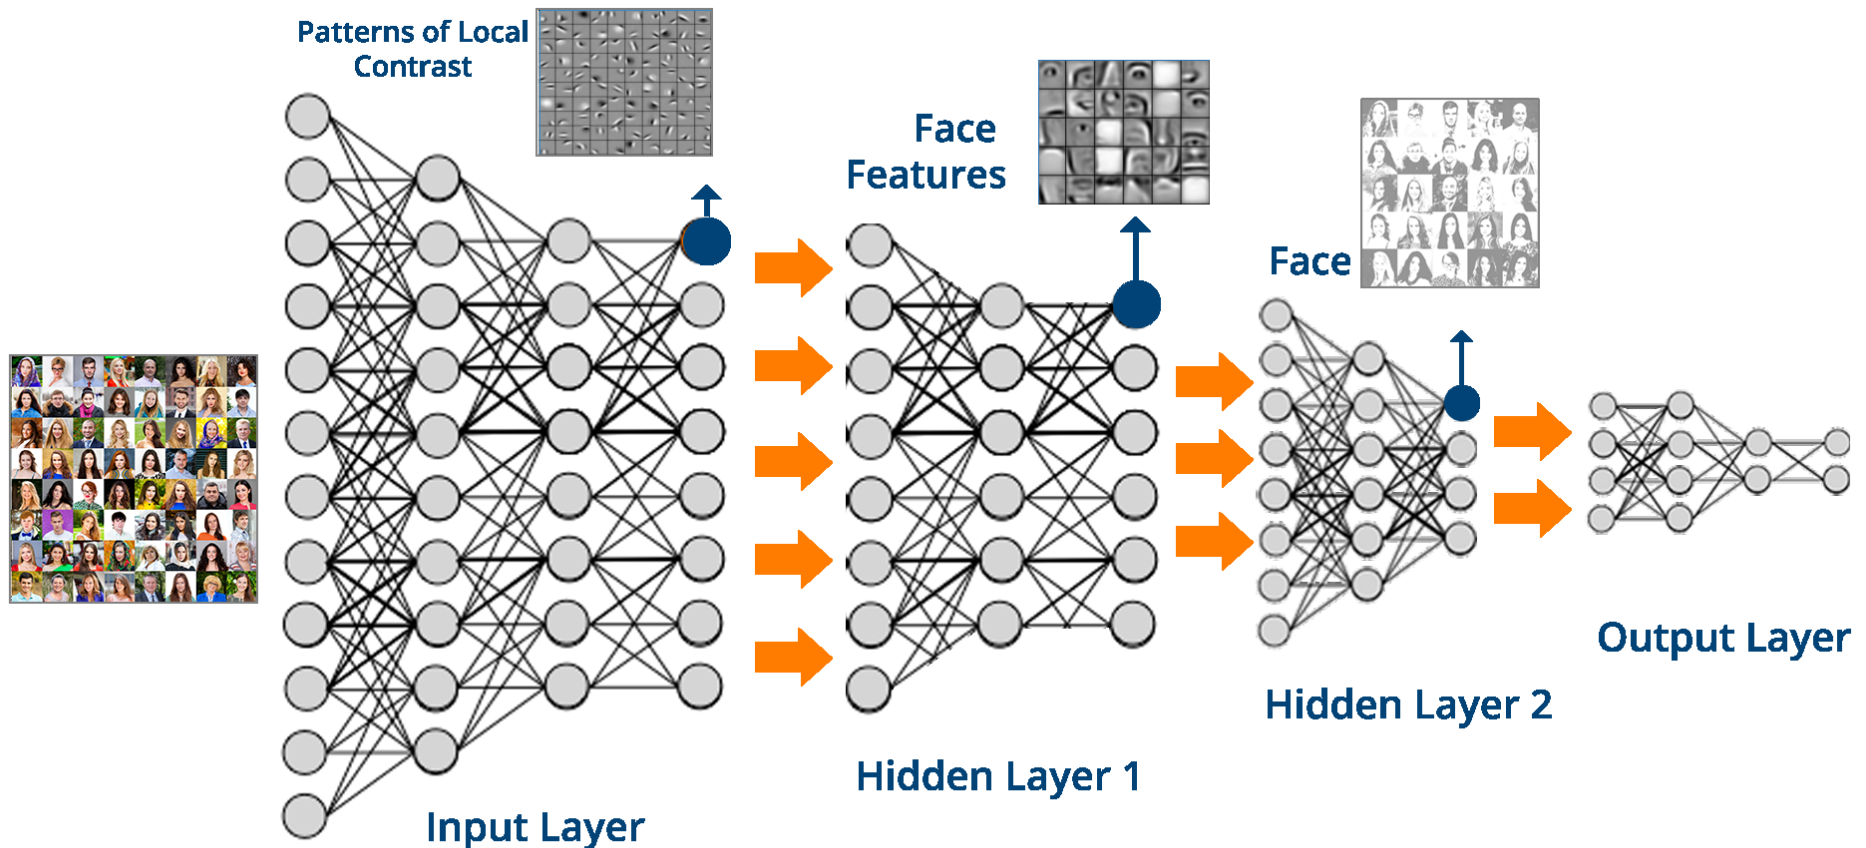 Patterns of Local
Contrast
Face
Features
Face
Input Layer
Hidden Layer 1
Hidden Layer 2
Output Layer